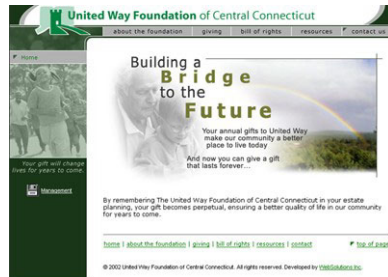 United Way Foundation of Central Connecticut
about the foundation giving bill of rights resources contact us
Home
Building a
Bridge
to the
Future
Your annual gifts to United Way
make our community a better
place to live today
And now you can give a gift
that lasts forever...
Your gift will change
lives for years to come.
Management
By remembering The United Way Foundation of Central Connecticut in your estate
planning, your gift becomes perpetual, ensuring a better quality of life in our community
for years to come.
home | about the foundation | giving | bill of rights | resources | contact
top of page
© 2002 United Way Foundation of Central Connecticut. All rights reserved. Developed by WebSolutions Inc.